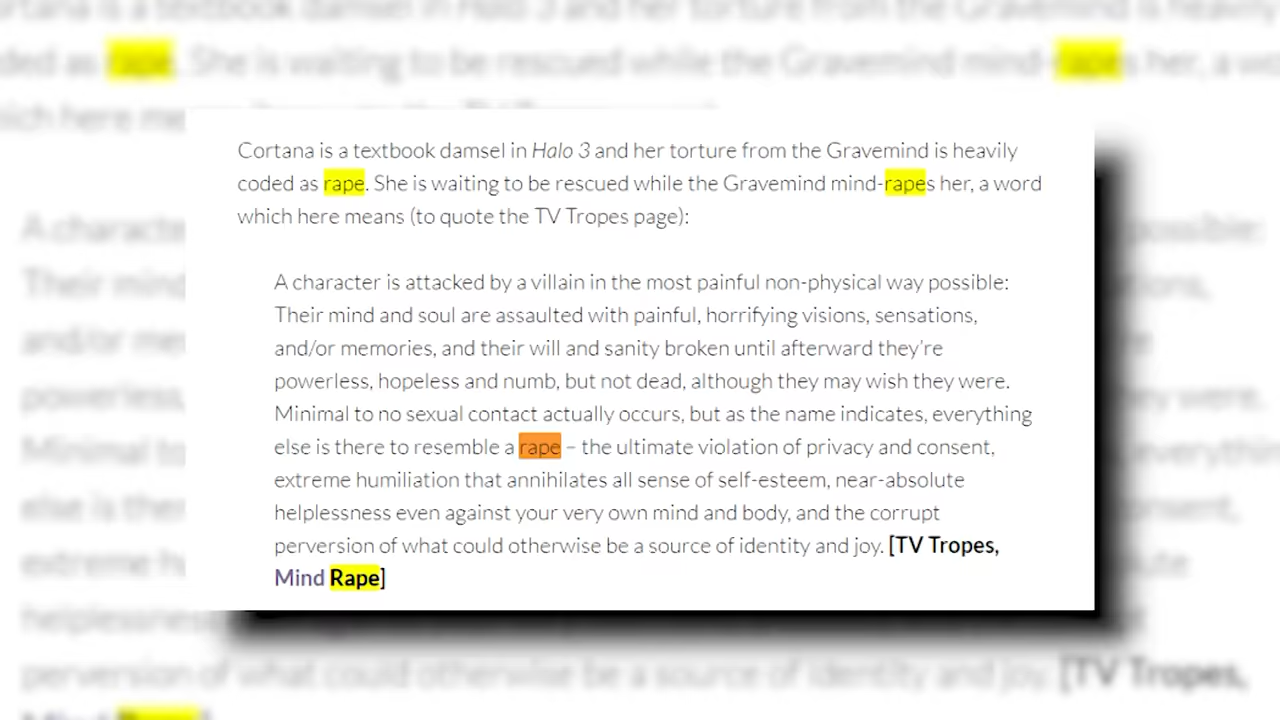 Cortana is a textbook damsel in Halo 3 and her torture from the Gravemind is heavily
coded as rape. She is waiting to be rescued while the Gravemind mind-rapes her, a word
which here means (to quote the TV Tropes page):
A character is attacked by a villain in the most painful non-physical way possible:
Their mind and soul are assaulted with painful, horrifying visions, sensations,
and/or memories, and their will and sanity broken until afterward they’re
powerless, hopeless and numb, but not dead, although they may wish they were.
Minimal to no sexual contact actually occurs, but as the name indicates, everything
else is there to resemble a rape – the ultimate violation of privacy and consent,
extreme humiliation that annihilates all sense of self-esteem, near-absolute
helplessness even against your very own mind and body, and the corrupt
perversion of what could otherwise be a source of identity and joy. [TV Tropes,
Mind Rape]